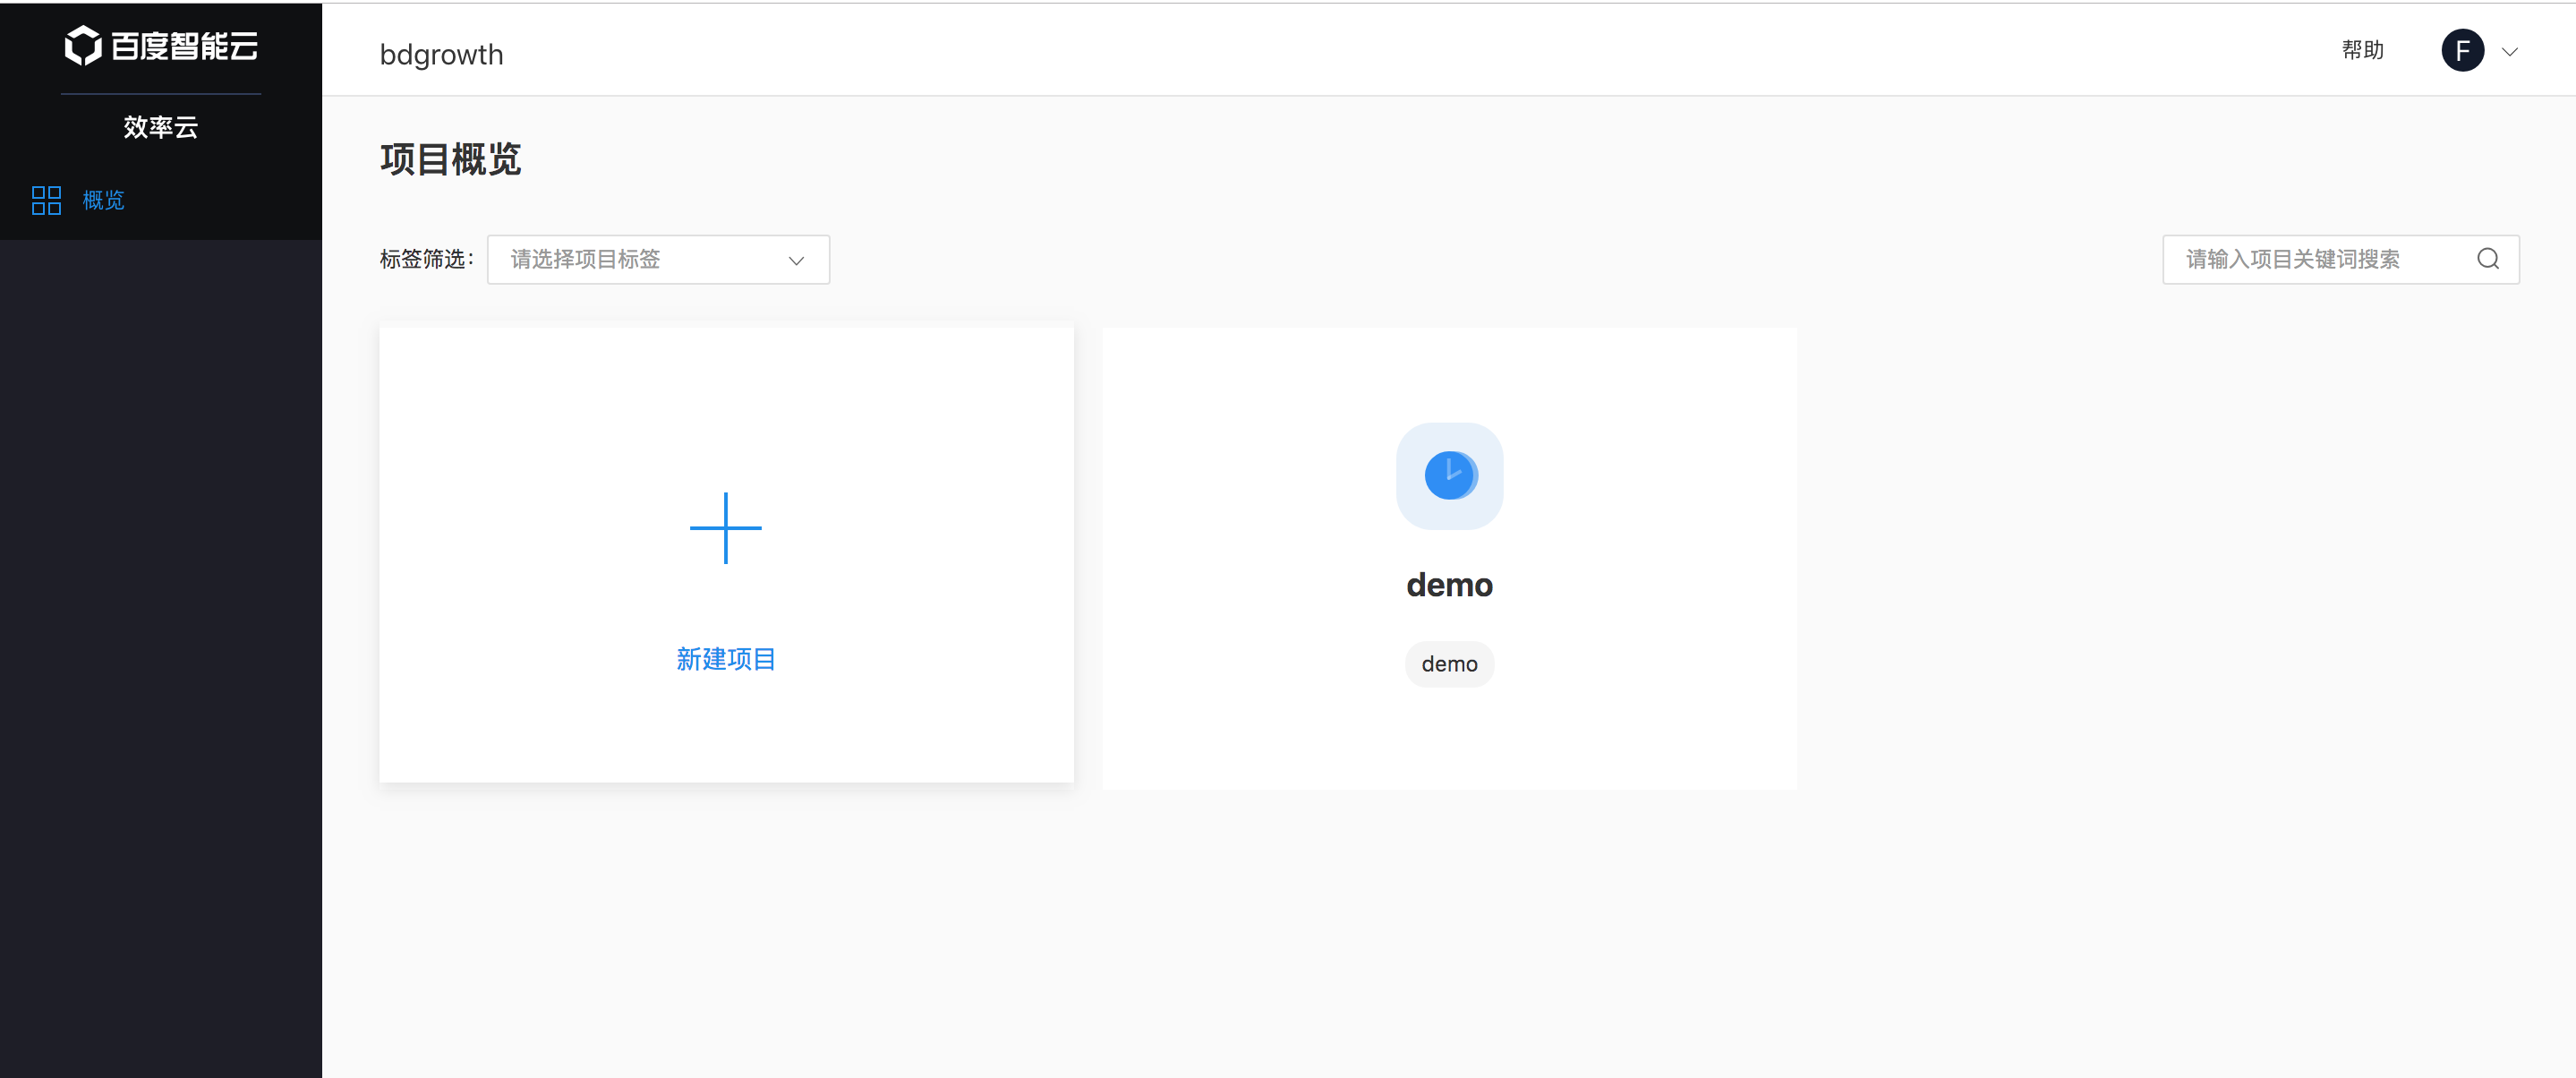 百度智能云
效率云
概览
bdgrowth
帮助
F
项目概览
标签筛选：
请选择项目标签
请输入项目关键词搜索
新建项目
demo
demo